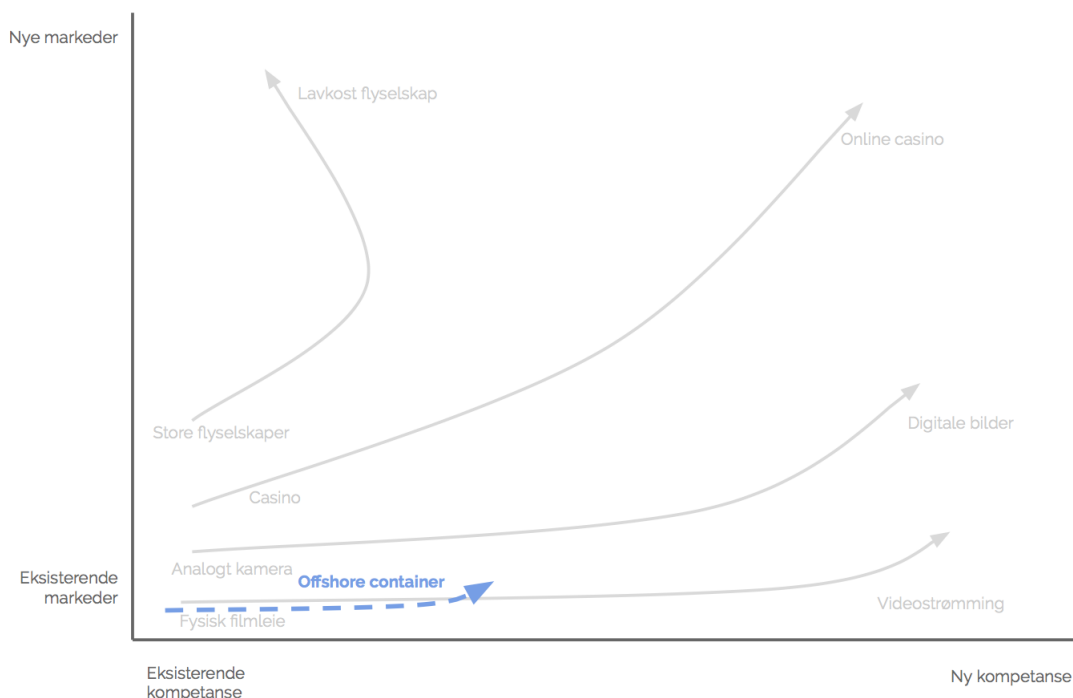 Nye markeder
Lavkost flyselskap
Online casino
Store flyselskaper
Digitale bilder
Casino
Analogt kamera
Offshore container
Eksisterende
markeder
Videostrømming
Fysisk filmleie
Eksisterende
kompetanse
Ny kompetanse